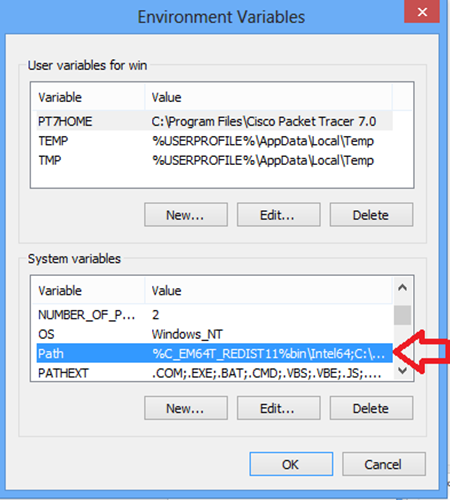 Environment Variables
User variables for win
Variable Value
PT7HOME C:\Program Files\Cisco Packet Tracer 7.0
TEMP %USERPROFILE%\AppData\Local\Temp
TMP %USERPROFILE%\AppData\Local\Temp
New... Edit... Delete
System variables
Variable Value
NUMBER_OF_P... 2
OS Windows_NT
Path %C_EM64T_REDIST11%bin\Intel64;C:\...
PATHEXT .COM;.EXE;.BAT;.CMD;.VBS;.VBE;.JS;....
New... Edit... Delete
OK Cancel